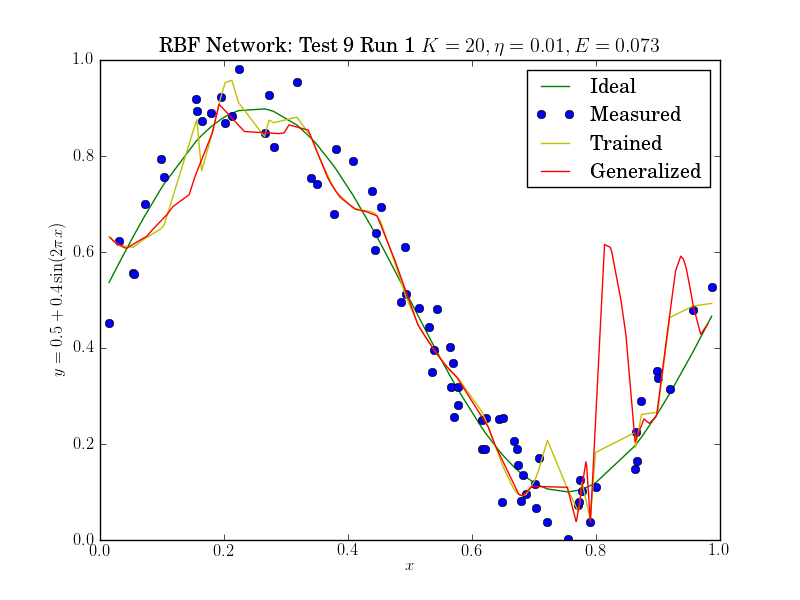 RBF Network: Test 9 Run 1 K = 20, η = 0.01, E = 0.073
Ideal
Measured
Trained
Generalized
y = 0.5 + 0.4 sin(2πx)
1.0
0.8
0.6
0.4
0.2
0.0
0.0 0.2 0.4 0.6 0.8 1.0
x